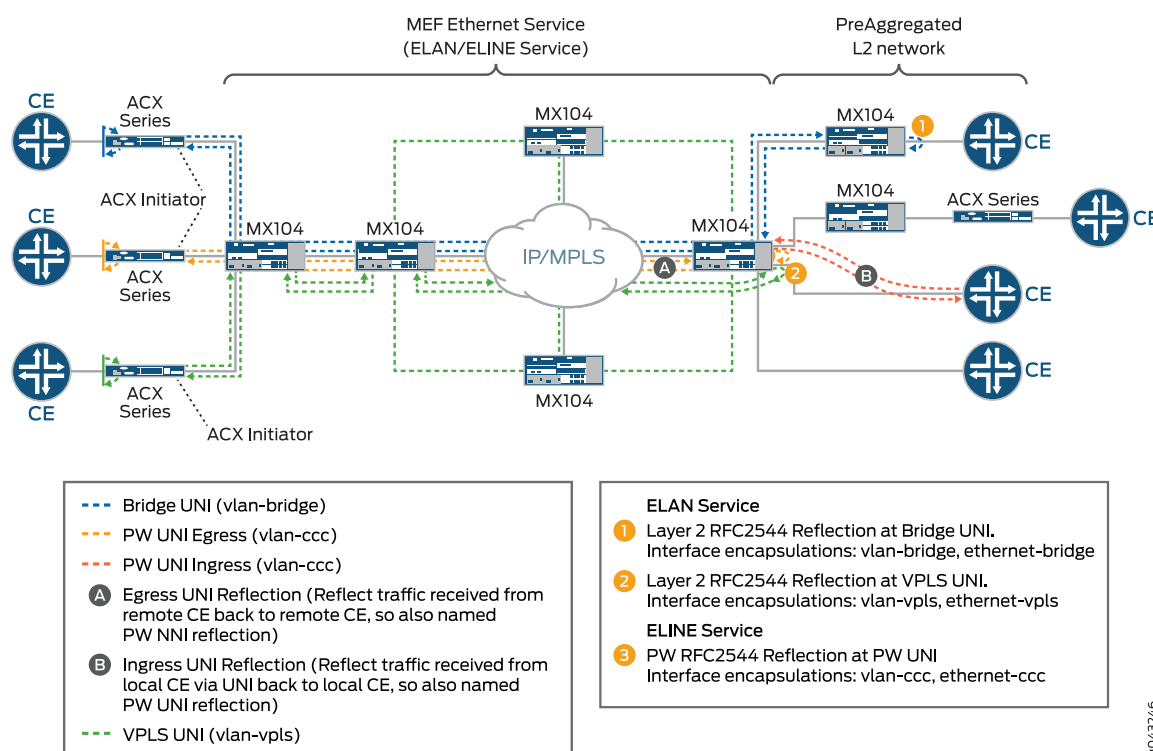 MEF Ethernet Service
(ELAN/ELINE Service)
PreAggregated
L2 network
CE
ACX
Series
MX104
MX104
1
CE
ACX Initiator
MX104
ACX Series
CE
CE
ACX
Series
MX104
MX104
IP/MPLS
A
MX104
2
B
CE
CE
ACX
Series
ACX Initiator
MX104
CE
Bridge UNI (vlan-bridge)
PW UNI Egress (vlan-ccc)
PW UNI Ingress (vlan-ccc)
A Egress UNI Reflection (Reflect traffic received from
remote CE back to remote CE, so also named
PW NNI reflection)
B Ingress UNI Reflection (Reflect traffic received from
local CE via UNI back to local CE, so also named
PW UNI reflection)
VPLS UNI (vlan-vpls)
ELAN Service
1 Layer 2 RFC2544 Reflection at Bridge UNI.
Interface encapsulations: vlan-bridge, ethernet-bridge
2 Layer 2 RFC2544 Reflection at VPLS UNI.
Interface encapsulations: vlan-vpls, ethernet-vpls
ELINE Service
3 PW RFC2544 Reflection at PW UNI
Interface encapsulations: vlan-ccc, ethernet-ccc